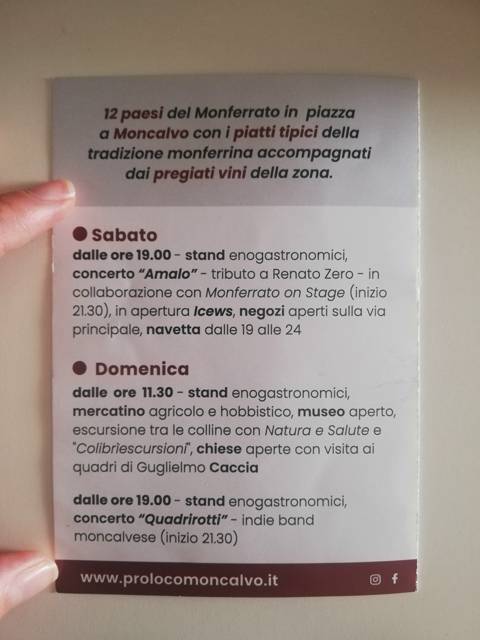 12 paesi del Monferrato in piazza
a Moncalvo con i piatti tipici della
tradizione monferrina accompagnati
dai pregiati vini della zona.
● Sabato
dalle ore 19.00 - stand enogastronomici,
concerto "Amalo" - tributo a Renato Zero - in
collaborazione con Monferrato on Stage (inizio
21.30), in apertura Icews, negozi aperti sulla via
principale, navetta dalle 19 alle 24
● Domenica
dalle ore 11.30 - stand enogastronomici,
mercatino agricolo e hobbistico, museo aperto,
escursione tra le colline con Natura e Salute e
"Colibrìescursioni", chiese aperte con visita ai
quadri di Guglielmo Caccia
dalle ore 19.00 - stand enogastronomici,
concerto "Quadrirotti" - indie band
moncalvese (inizio 21.30)
www.prolocomoncalvo.it